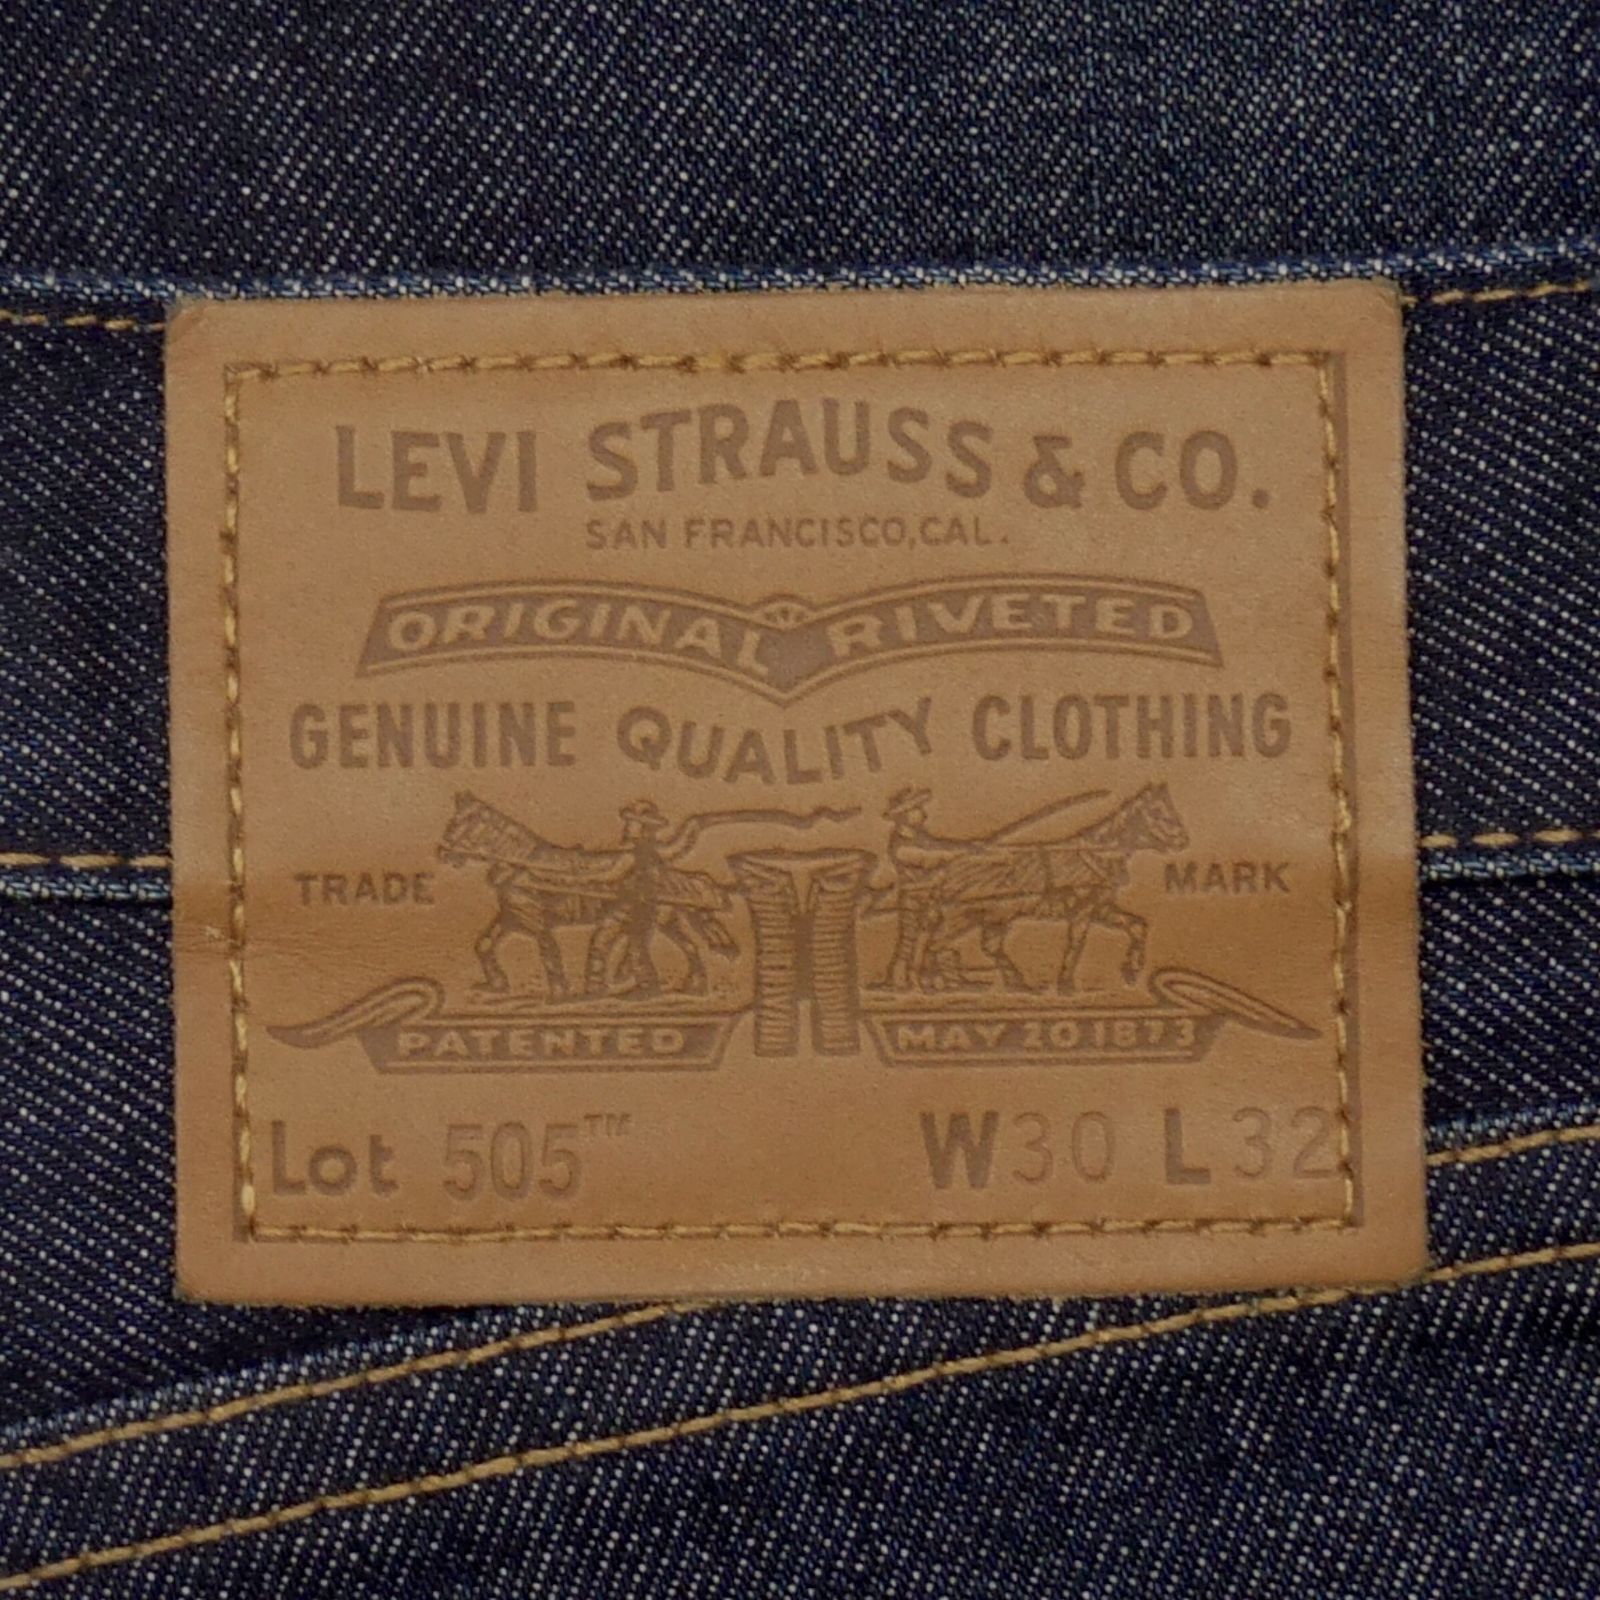 LEVI STRAUSS & CO.
SAN FRANCISCO, CAL.
ORIGINAL RIVETED
GENUINE QUALITY CLOTHING
TRADE MARK
PATENTED MAY 20 1873
Lot 505™ W30 L32